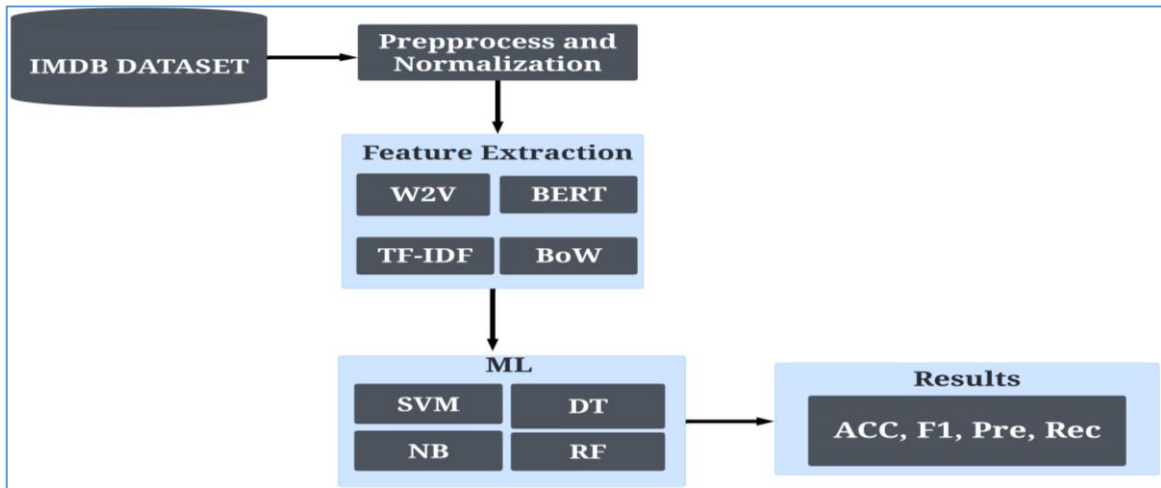 IMDB DATASET
Prepprocess and
Normalization
Feature Extraction
W2V
BERT
TF-IDF
BoW
ML
SVM
DT
NB
RF
Results
ACC, F1, Pre, Rec